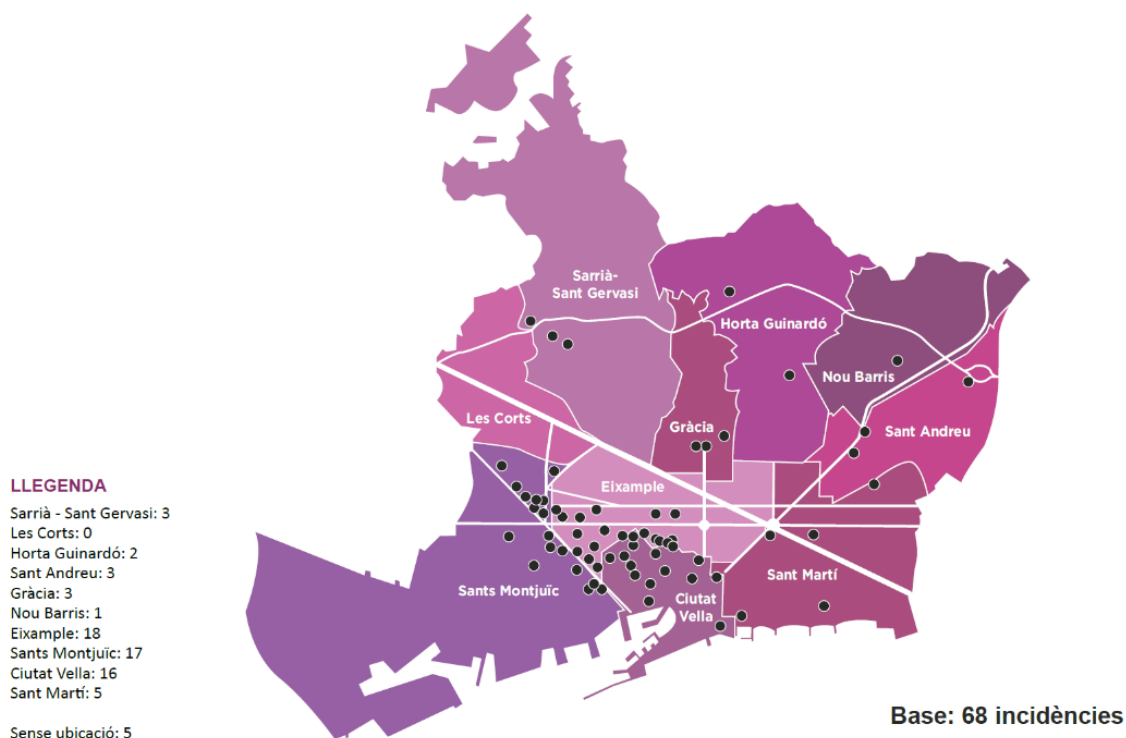 Sarrià-
Sant Gervasi
Horta Guinardó
Nou Barris
Les Corts
Gràcia
Sant Andreu
Eixample
Sants Montjuïc
Ciutat
Vella
Sant Martí
LLEGENDA
Sarrià - Sant Gervasi: 3
Les Corts: 0
Horta Guinardó: 2
Sant Andreu: 3
Gràcia: 3
Nou Barris: 1
Eixample: 18
Sants Montjuïc: 17
Ciutat Vella: 16
Sant Martí: 5
Sense ubicació: 5
Base: 68 incidències